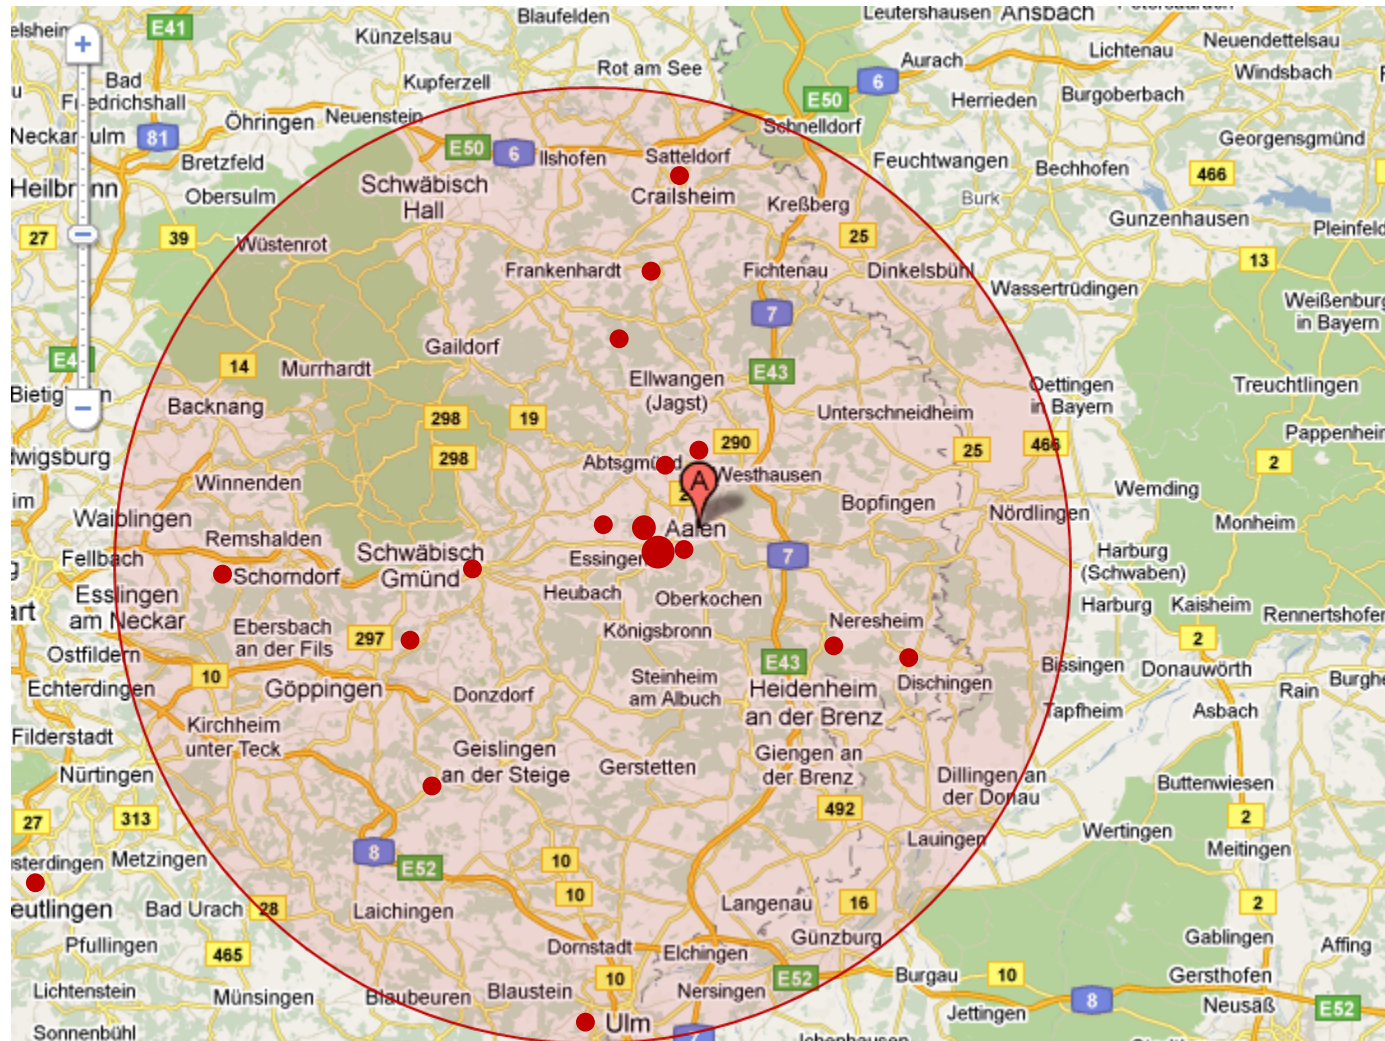 Blaufelden
Leutershausen
Ansbach
E41
Künzelsau
Aurach
Lichtenau
Neuendettelsau
Windsbach
Bad
Friedrichshall
Kupferzell
Rot am See
6
E50
Herrieden
Burgoberbach
Öhringen
Neuenstein
Schnelldorf
Neckarsulm
81
Bretzfeld
E50
6
Ilshofen
Satteldorf
Feuchtwangen
Bechhofen
Georgensgmünd
466
Heilbronn
Obersulm
Schwäbisch
Hall
Crailsheim
Kreßberg
Burk
Gunzenhausen
Pleinfeld
27
39
Wüstenrot
25
13
Frankenhardt
Fichtenau
Dinkelsbühl
Wassertrüdingen
Weißenburg
in Bayern
7
Gaildorf
14
Murrhardt
E43
Ellwangen
(Jagst)
Oettingen
in Bayern
Treuchtlingen
Backnang
298
19
Unterschneidheim
Pappenheim
298
290
25
466
2
Abtsgmünd
Westhausen
Winnenden
A
Bopfingen
Wemding
Nördlingen
Monheim
Waiblingen
Remshalden
Aalen
Fellbach
Schwäbisch
Gmünd
Essingen
7
Harburg
(Schwaben)
Schorndorf
Esslingen
am Neckar
Heubach
Oberkochen
Harburg
Kaisheim
Rennertshofen
Ebersbach
an der Fils
297
Königsbronn
Neresheim
2
Ostfildern
10
E43
Bissingen
Donauwörth
Echterdingen
Göppingen
Donzdorf
Steinheim
am Albuch
Heidenheim
an der Brenz
Dischingen
Rain
Tapfheim
Asbach
Kirchheim
unter Teck
Filderstadt
Geislingen
an der Steige
Giengen an
der Brenz
Nürtingen
Gerstetten
Dillingen an
der Donau
Buttenwiesen
27
313
492
2
Wertingen
Lauingen
Meitingen
Metzingen
8
E52
10
10
Bad Urach
28
Laichingen
Langenau
16
2
Pfullingen
465
Dornstadt
Elchingen
Günzburg
Gablingen
Affing
10
E52
Burgau
10
Gersthofen
Lichtenstein
Münsingen
Blaubeuren
Blaustein
Nersingen
8
Neusäß
E52
Jettingen
Sonnenbühl
Ulm
7